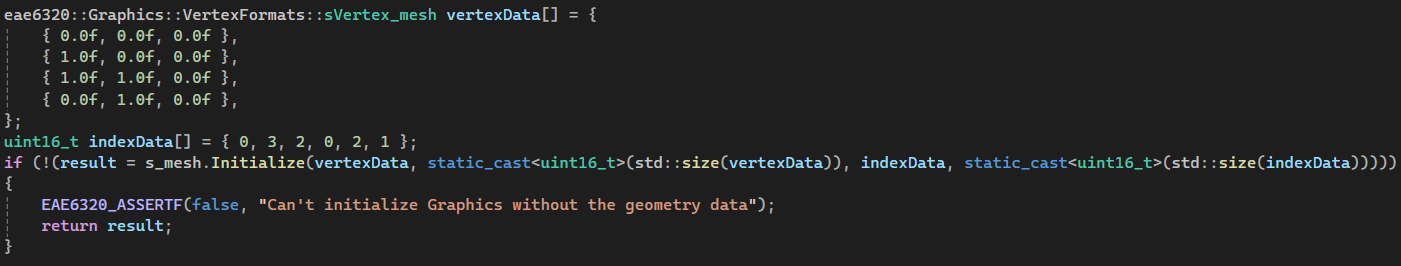 eae6320::Graphics::VertexFormats::sVertex_mesh vertexData[] = {
    { 0.0f, 0.0f, 0.0f },
    { 1.0f, 0.0f, 0.0f },
    { 1.0f, 1.0f, 0.0f },
    { 0.0f, 1.0f, 0.0f },
};
uint16_t indexData[] = { 0, 3, 2, 0, 2, 1 };
if (!(result = s_mesh.Initialize(vertexData, static_cast<uint16_t>(std::size(vertexData)), indexData, static_cast<uint16_t>(std::size(indexData)))))
{
    EAE6320_ASSERTF(false, "Can't initialize Graphics without the geometry data");
    return result;
}